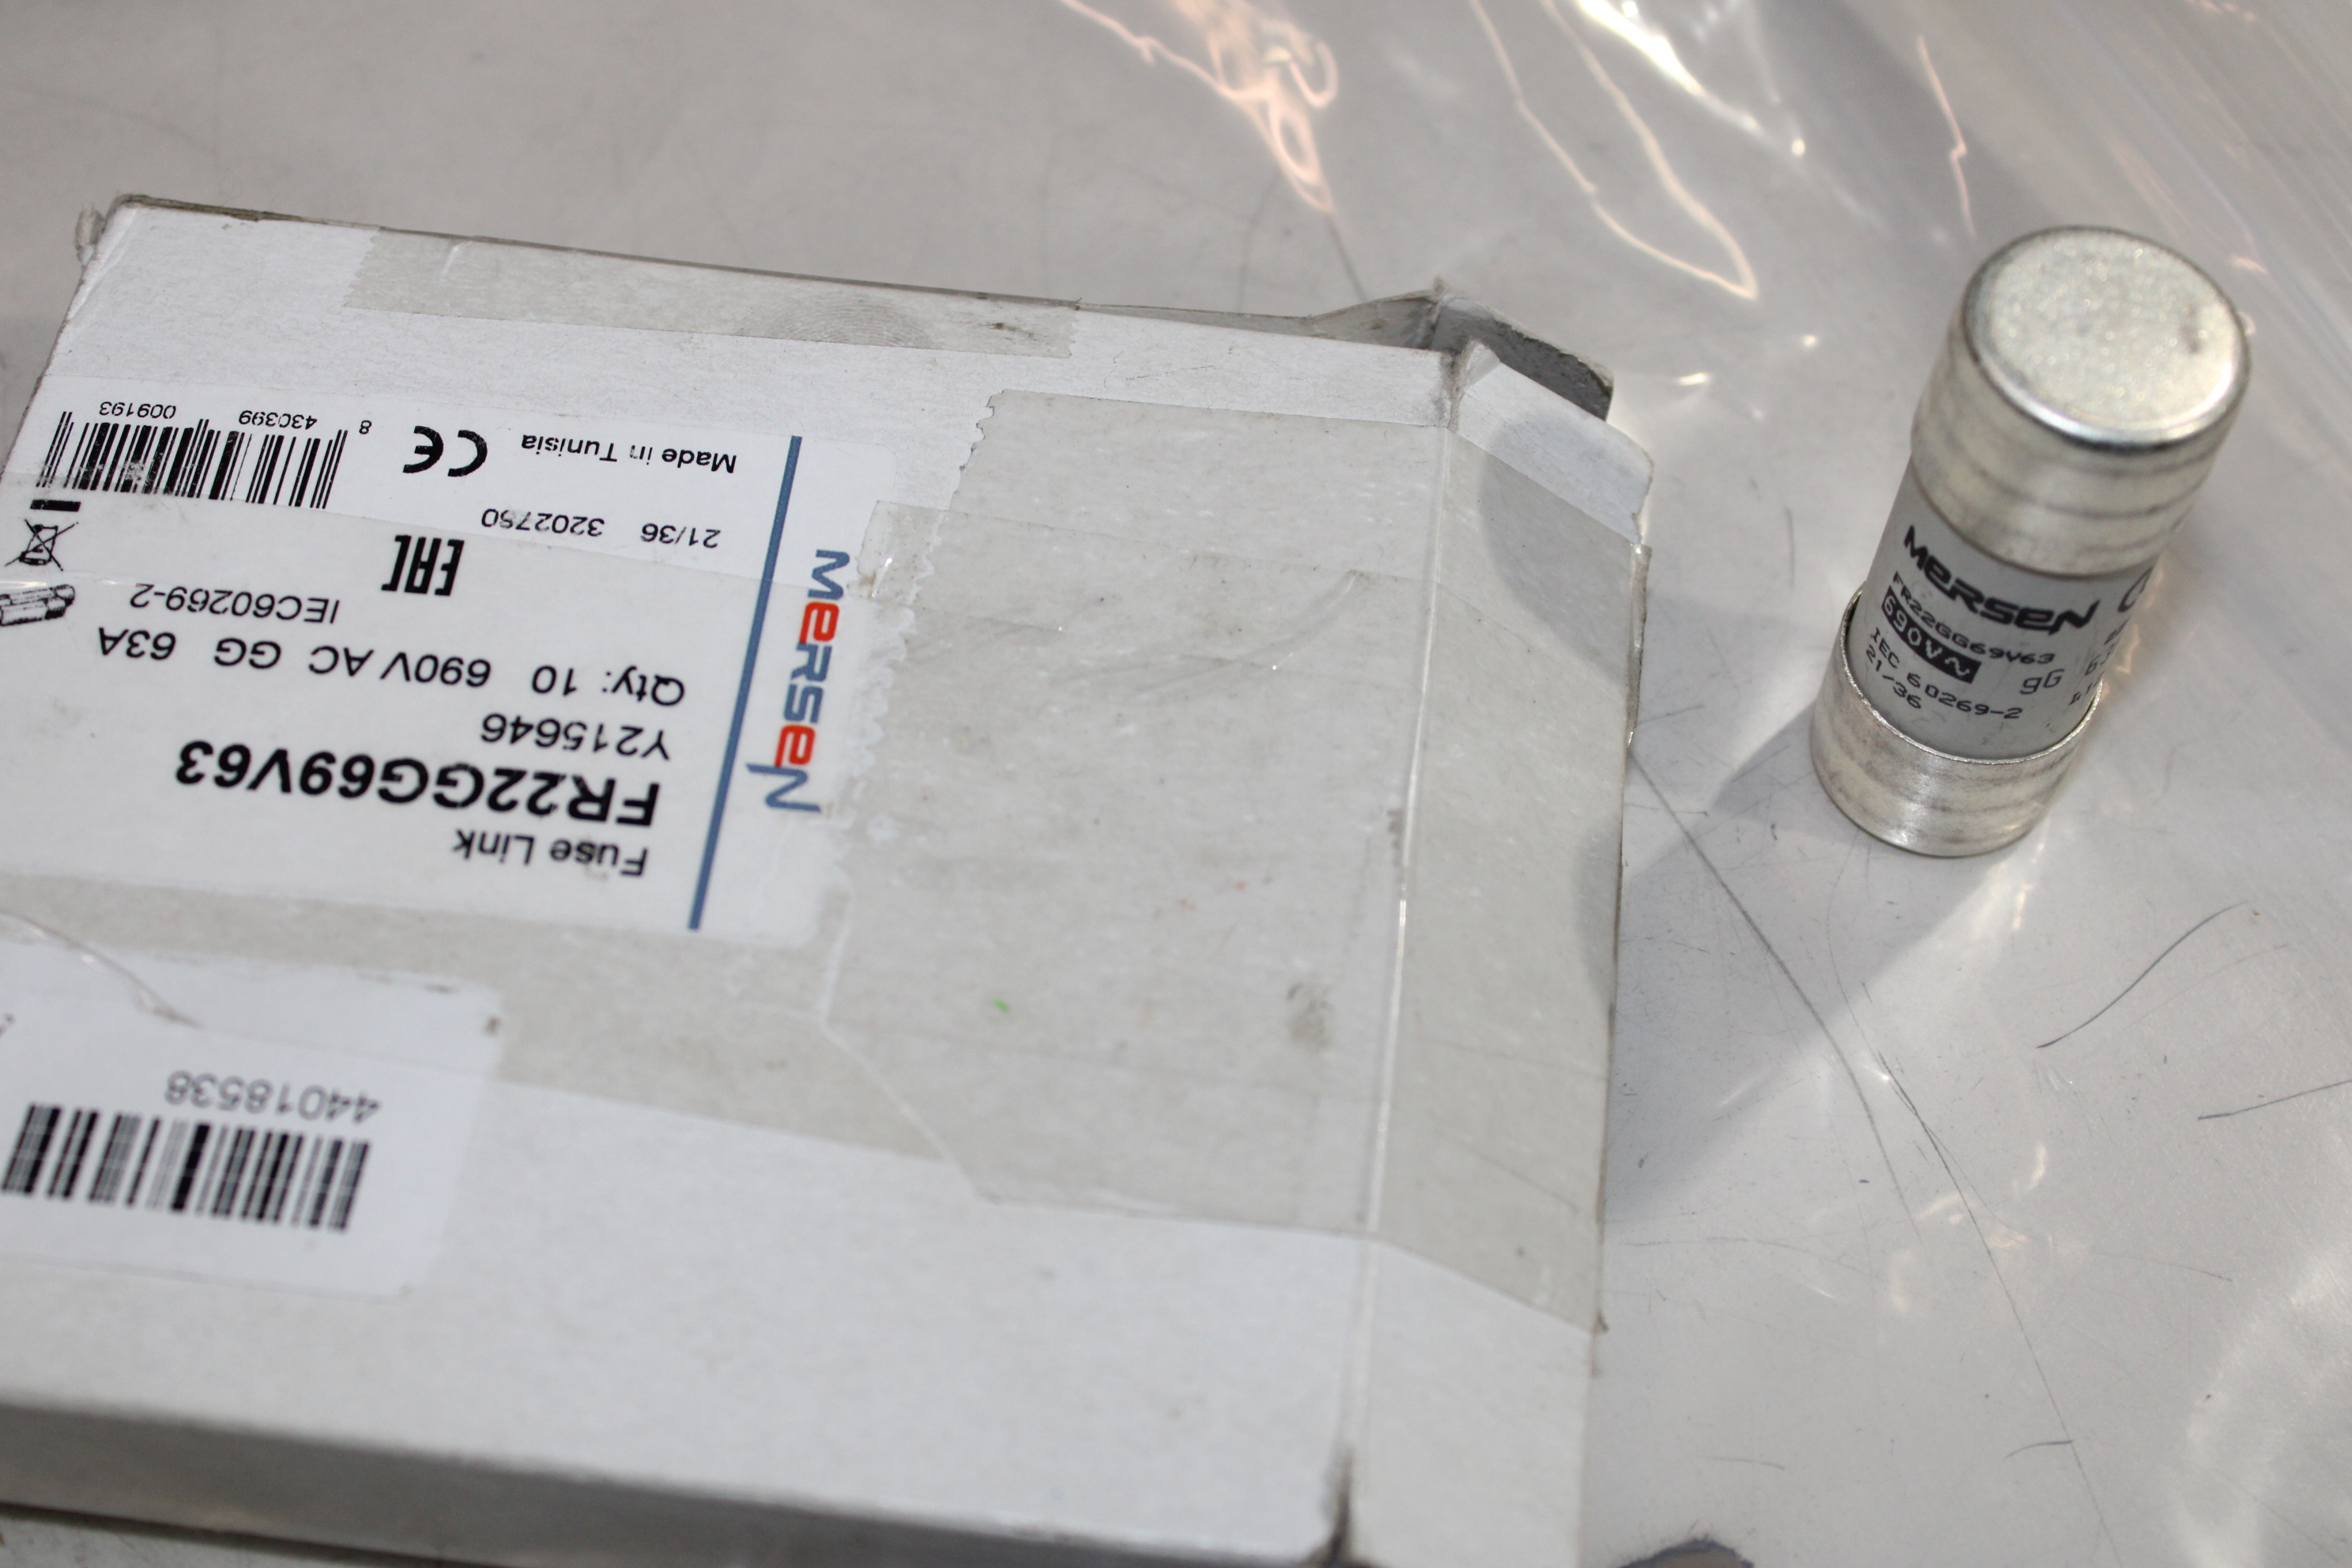 MERSEN
Fuse Link
FR22GG69V63
Y215646
Qty: 10 690V AC GG 63A
IEC60269-2
EAC
21/36 3202750
Made in Tunisia CE
8 430399 009193
44018538
MERSEN
FR22GG69V63
690V~
gG
IEC 60269-2
21/36